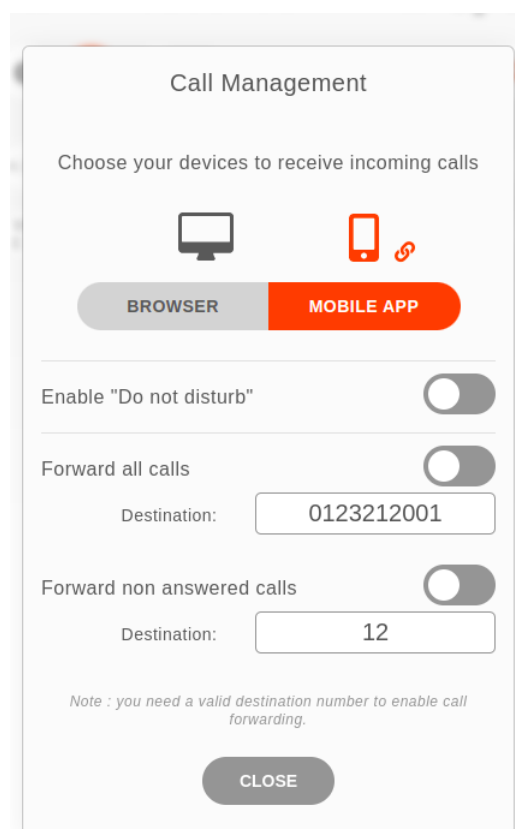 Call Management
Choose your devices to receive incoming calls
BROWSER
MOBILE APP
Enable "Do not disturb"
Forward all calls
Destination:
0123212001
Forward non answered calls
Destination:
12
Note : you need a valid destination number to enable call
forwarding.
CLOSE